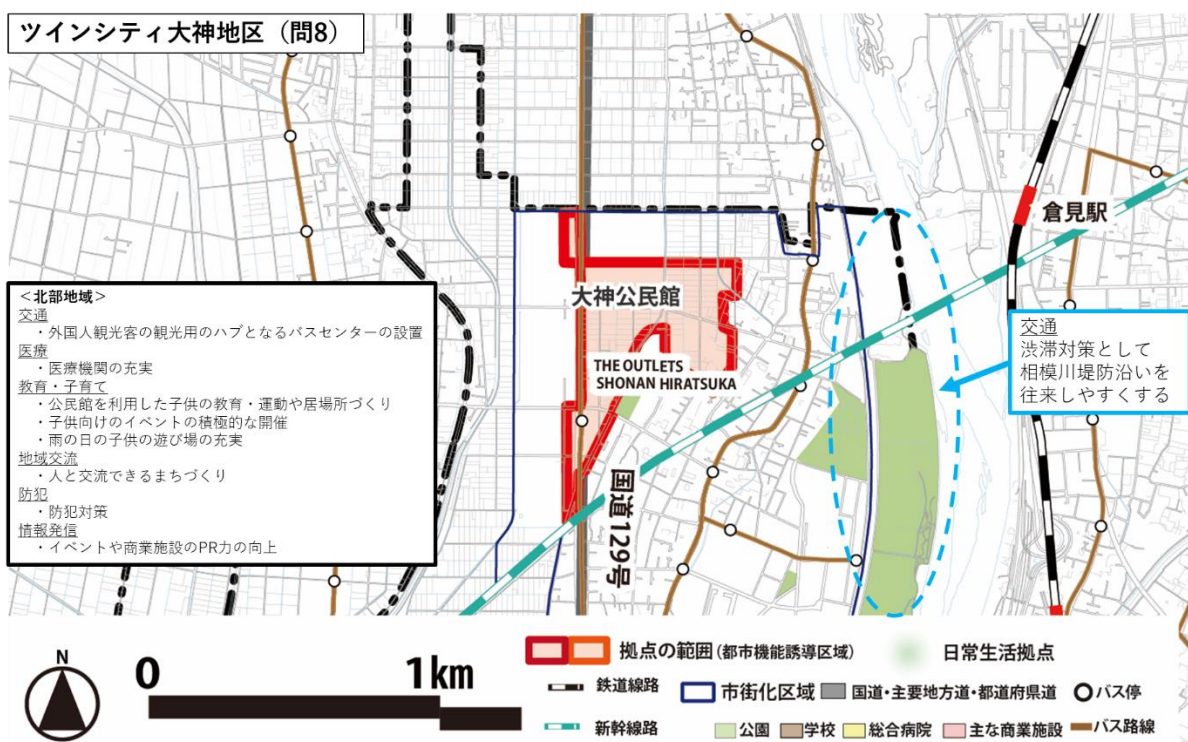 ツインシティ大神地区(問8)
倉見駅
大神公民館
THE OUTLETS
SHONAN HIRATSUKA
国道129号
<北部地域>
交通
・外国人観光客の観光用のハブとなるバスセンターの設置
医療
・医療機関の充実
教育・子育て
・公民館を利用した子供の教育・運動や居場所づくり
・子供向けのイベントの積極的な開催
・雨の日の子供の遊び場の充実
地域交流
・人と交流できるまちづくり
防犯
・防犯対策
情報発信
・イベントや商業施設のPR力の向上
交通
渋滞対策として
相模川堤防沿いを
往来しやすくする
N
0 1km
拠点の範囲(都市機能誘導区域) 日常生活拠点
鉄道線路 市街化区域 国道・主要地方道・都道府県道 バス停
新幹線路 公園 学校 総合病院 主な商業施設 バス路線